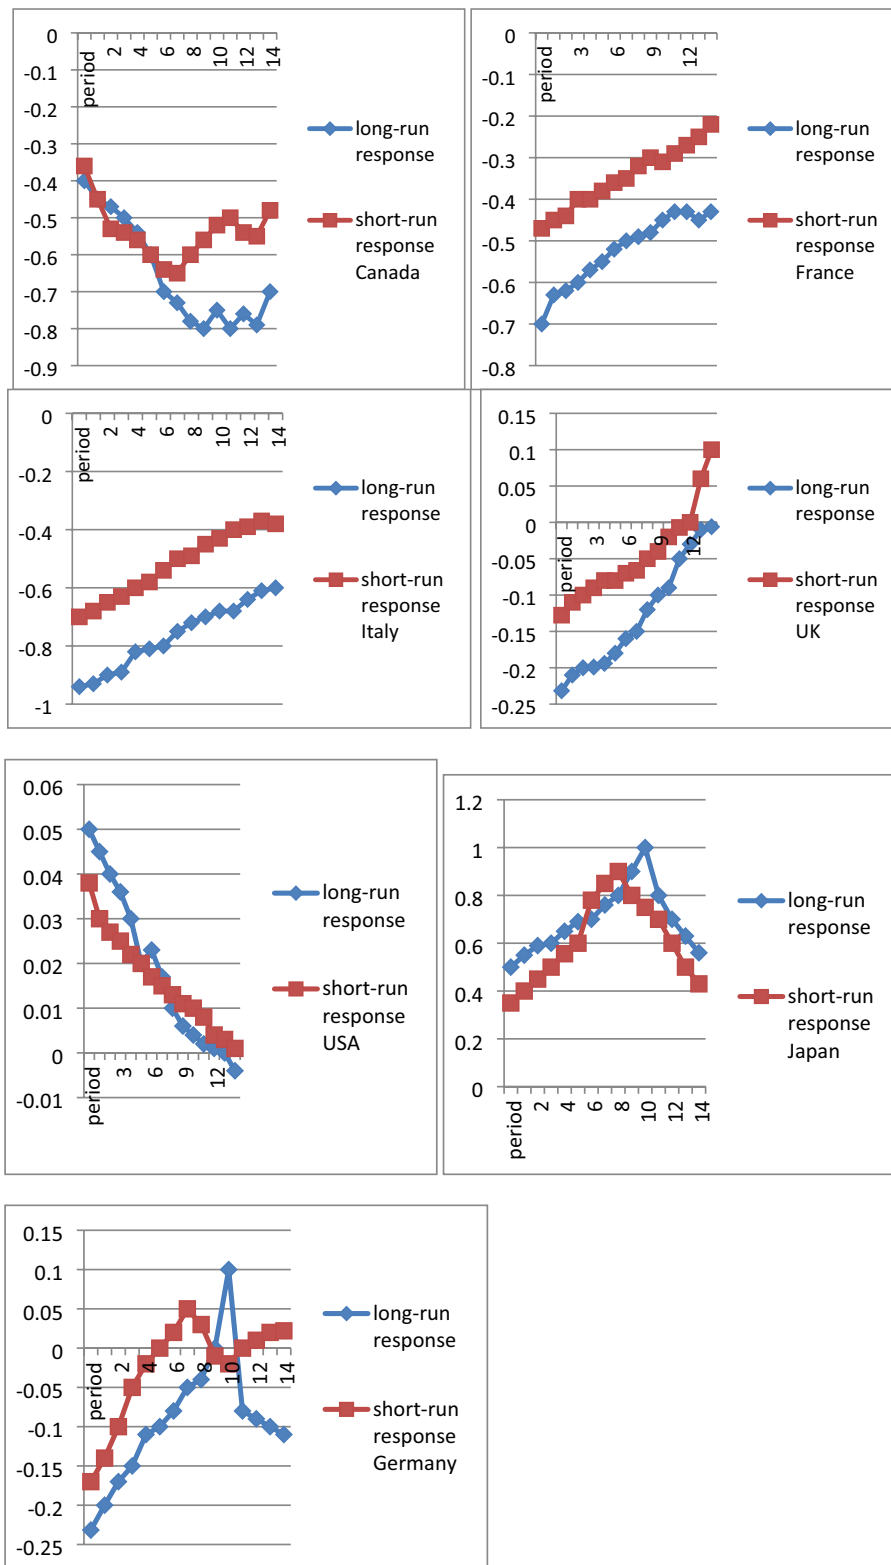 0
-0.1
-0.2
-0.3
-0.4
-0.5
-0.6
-0.7
-0.8
-0.9
period
2
4
6
8
10
12
14
long-run
response
short-run
response
Canada
0
-0.1
-0.2
-0.3
-0.4
-0.5
-0.6
-0.7
-0.8
period
3
6
9
12
long-run
response
short-run
response
France
0
-0.2
-0.4
-0.6
-0.8
-1
period
2
4
6
8
10
12
14
long-run
response
short-run
response
Italy
0.15
0.1
0.05
0
-0.05
-0.1
-0.15
-0.2
-0.25
period
3
6
9
12
long-run
response
short-run
response
UK
0.06
0.05
0.04
0.03
0.02
0.01
0
-0.01
period
3
6
9
12
long-run
response
short-run
response
USA
1.2
1
0.8
0.6
0.4
0.2
0
period
2
4
6
8
10
12
14
long-run
response
short-run
response
Japan
0.15
0.1
0.05
0
-0.05
-0.1
-0.15
-0.2
-0.25
period
2
4
6
8
10
12
14
long-run
response
short-run
response
Germany